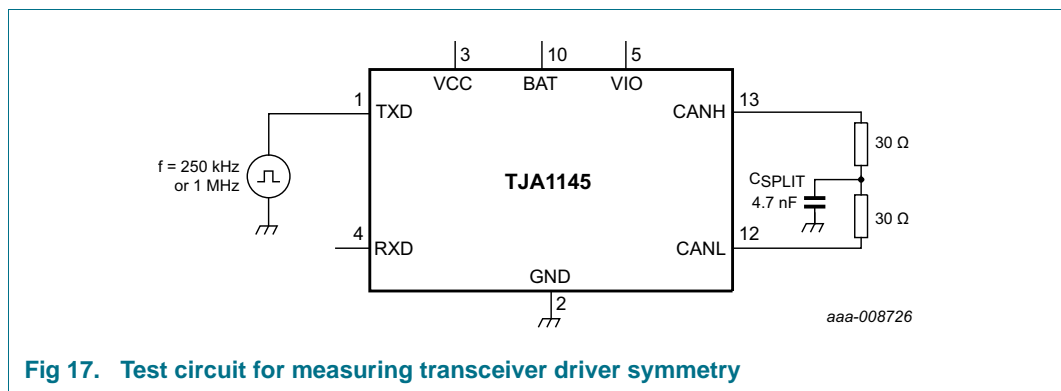 3
10
5
VCC
BAT
VIO
1
TXD
CANH
13
30 Ω
f = 250 kHz
or 1 MHz
TJA1145
CSPLIT
4.7 nF
30 Ω
4
RXD
CANL
12
GND
2
aaa-008726
Fig 17. Test circuit for measuring transceiver driver symmetry